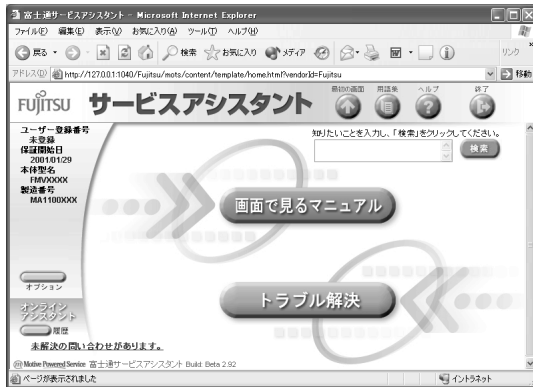 富士通サービスアシスタント - Microsoft Internet Explorer
ファイル(F) 編集(E) 表示(V) お気に入り(A) ツール(T) ヘルプ(H)
戻る 検索 お気に入り メディア リンク
アドレス(D) http://127.0.0.1:1040/Fujitsu/mots/content/template/home.html?vendorId=Fujitsu 移動
FUJITSU サービスアシスタント
最初の画面 用語集 ヘルプ 終了
ユーザー登録番号
未登録
保証開始日
2001/01/29
本体型名
FMVXXXX
製造番号
MA1100XXX
知りたいことを入力し、「検索」をクリックしてください。
検索
画面で見るマニュアル
トラブル解決
オプション
オンライン
アシスタント
履歴
未解決の問い合わせがあります。
Motive Powered Service 富士通サービスアシスタント Build: Beta 2.92
ページが表示されました イントラネット